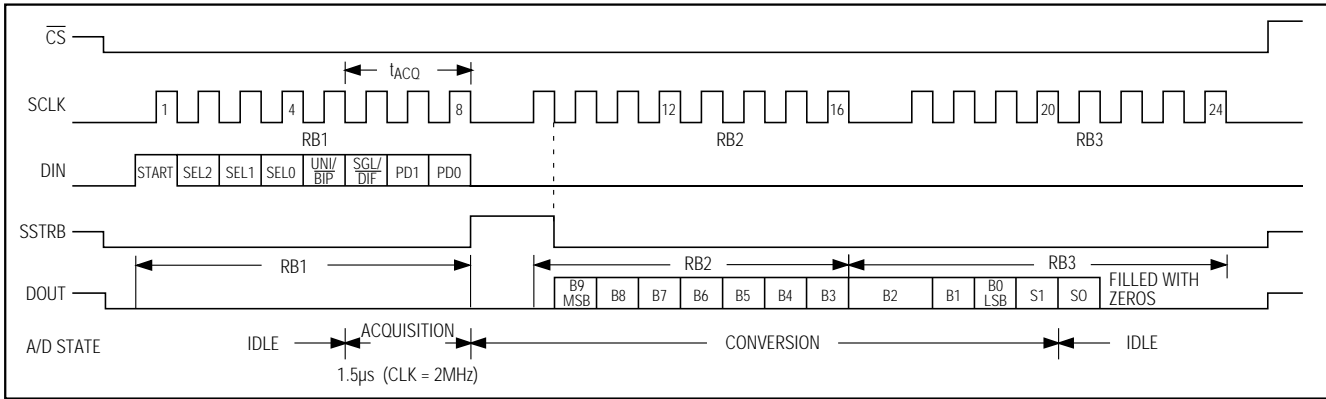 CS
tACQ
SCLK 1 4 8 12 16 20 24
RB1 RB2 RB3
DIN START SEL2 SEL1 SEL0 UNI/BIP SGL/DIF PD1 PD0
SSTRB
RB1 RB2 RB3
DOUT B9 MSB B8 B7 B6 B5 B4 B3 B2 B1 B0 LSB S1 S0 FILLED WITH ZEROS
A/D STATE IDLE ACQUISITION CONVERSION IDLE
1.5µs (CLK = 2MHz)